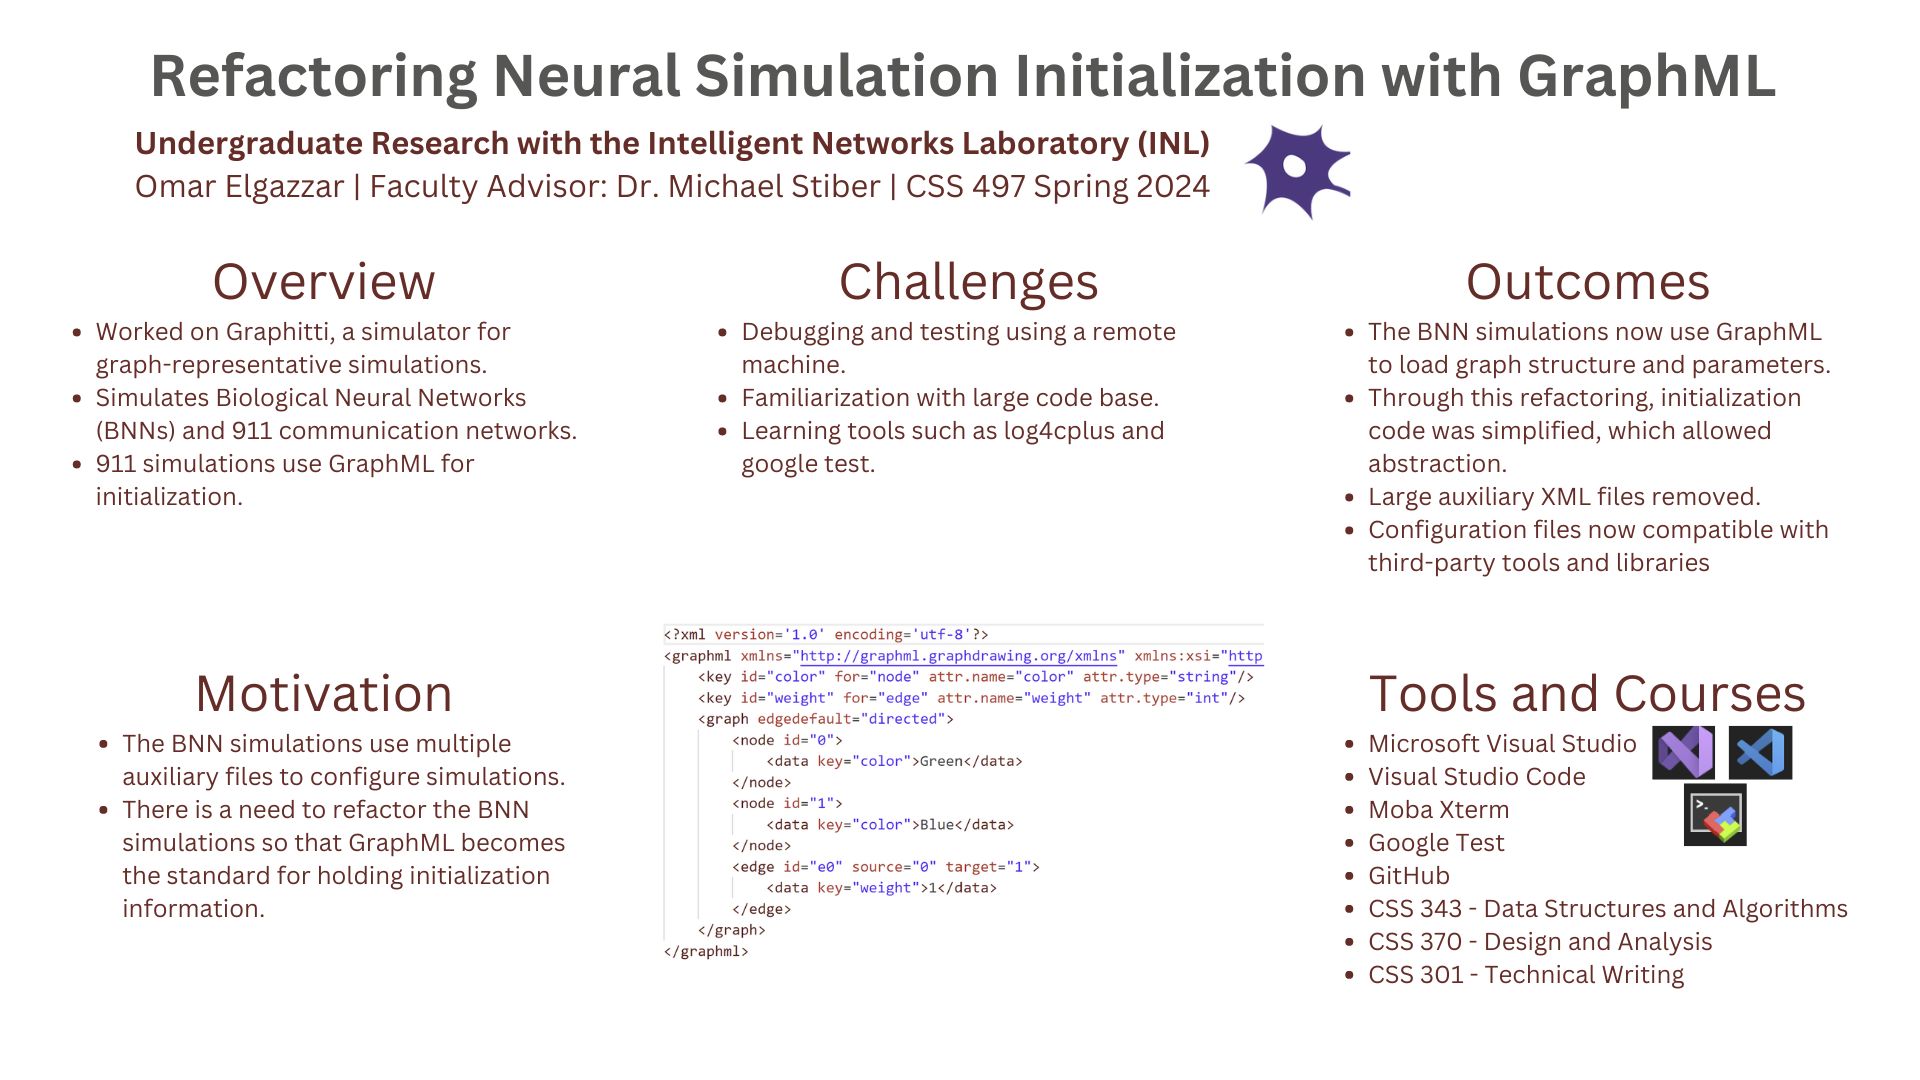 Refactoring Neural Simulation Initialization with GraphML
Undergraduate Research with the Intelligent Networks Laboratory (INL)
Omar Elgazzar | Faculty Advisor: Dr. Michael Stiber | CSS 497 Spring 2024
Overview
• Worked on Graphitti, a simulator for
graph-representative simulations.
• Simulates Biological Neural Networks
(BNNs) and 911 communication networks.
• 911 simulations use GraphML for
initialization.
Motivation
• The BNN simulations use multiple
auxiliary files to configure simulations.
• There is a need to refactor the BNN
simulations so that GraphML becomes
the standard for holding initialization
information.
Challenges
• Debugging and testing using a remote
machine.
• Familiarization with large code base.
• Learning tools such as log4cplus and
google test.
<?xml version='1.0' encoding='utf-8'?>
<graphml xmlns="http://graphml.graphdrawing.org/xmlns" xmlns:xsi="http
<key id="color" for="node" attr.name="color" attr.type="string"/>
<key id="weight" for="edge" attr.name="weight" attr.type="int"/>
<graph edgedefault="directed">
<node id="0">
<data key="color">Green</data>
</node>
<node id="1">
<data key="color">Blue</data>
</node>
<edge id="e0" source="0" target="1">
<data key="weight">1</data>
</edge>
</graph>
</graphml>
Outcomes
• The BNN simulations now use GraphML
to load graph structure and parameters.
• Through this refactoring, initialization
code was simplified, which allowed
abstraction.
• Large auxiliary XML files removed.
• Configuration files now compatible with
third-party tools and libraries
Tools and Courses
• Microsoft Visual Studio
• Visual Studio Code
• Moba Xterm
• Google Test
• GitHub
• CSS 343 - Data Structures and Algorithms
• CSS 370 - Design and Analysis
• CSS 301 - Technical Writing